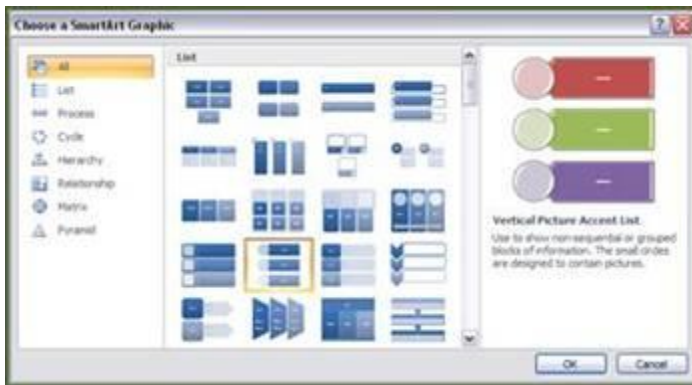 Choose a SmartArt Graphic
All
List
Process
Cycle
Hierarchy
Relationship
Matrix
Pyramid
List
Vertical Picture Accent List
Use to show non-sequential or grouped
blocks of information. The small circles
are designed to contain pictures.
OK
Cancel